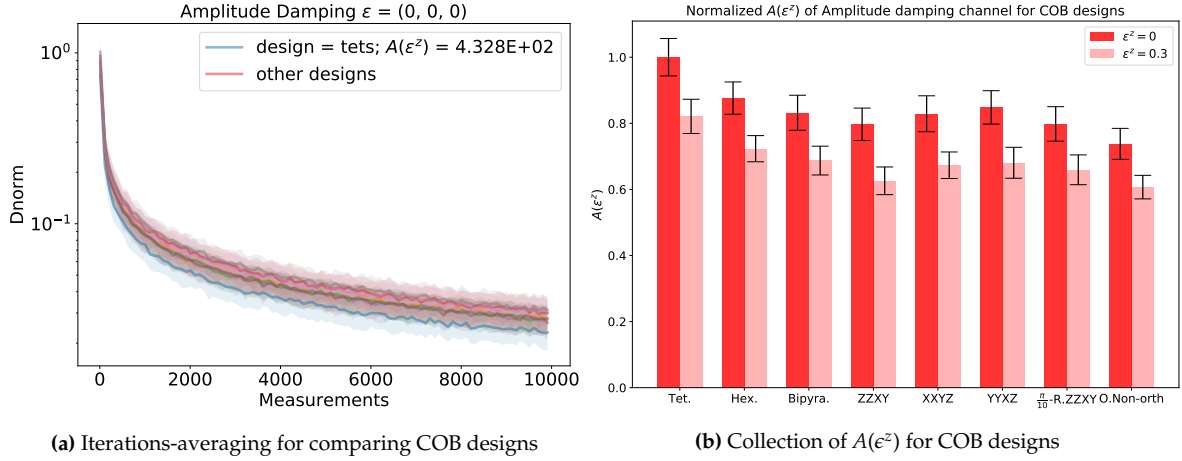 Amplitude Damping ε = (0, 0, 0)
design = tets; A(ε^z) = 4.328E+02
other designs
Dnorm
10^0
10^−1
0
2000
4000
6000
8000
10000
Measurements
(a) Iterations-averaging for comparing COB designs
Normalized A(ε^z) of Amplitude damping channel for COB designs
ε^z = 0
ε^z = 0.3
A(ε^z)
1.0
0.8
0.6
0.4
0.2
0.0
Tet.
Hex.
Bipyra.
ZZXY
XXYZ
YYXZ
π/10-R.ZZXY
O.Non-orth
(b) Collection of A(ϵ^z) for COB designs